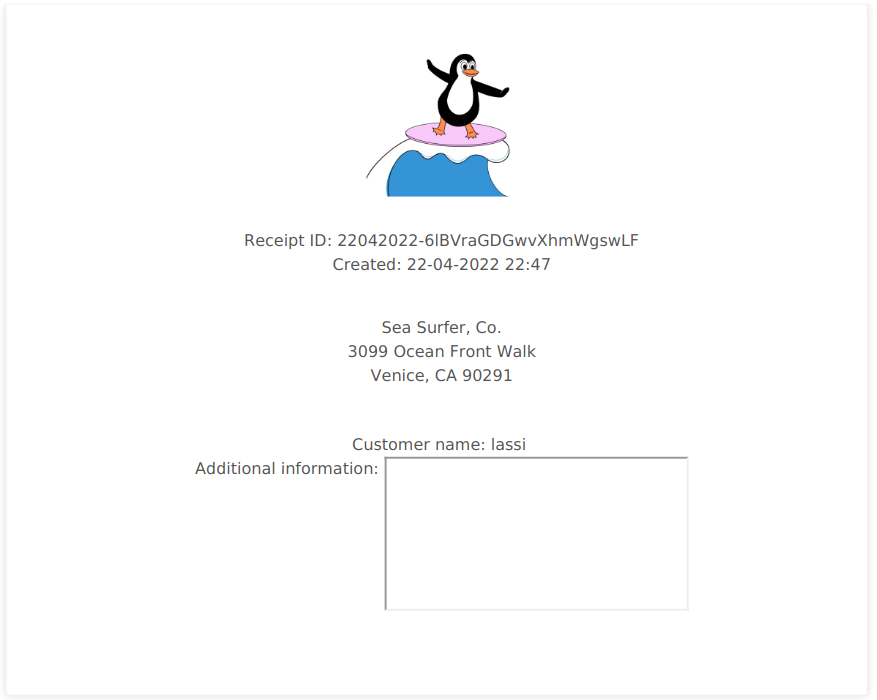 Receipt ID: 22042022-6lBVraGDGwvXhmWgswLF
Created: 22-04-2022 22:47
Sea Surfer, Co.
3099 Ocean Front Walk
Venice, CA 90291
Customer name: lassi
Additional information: